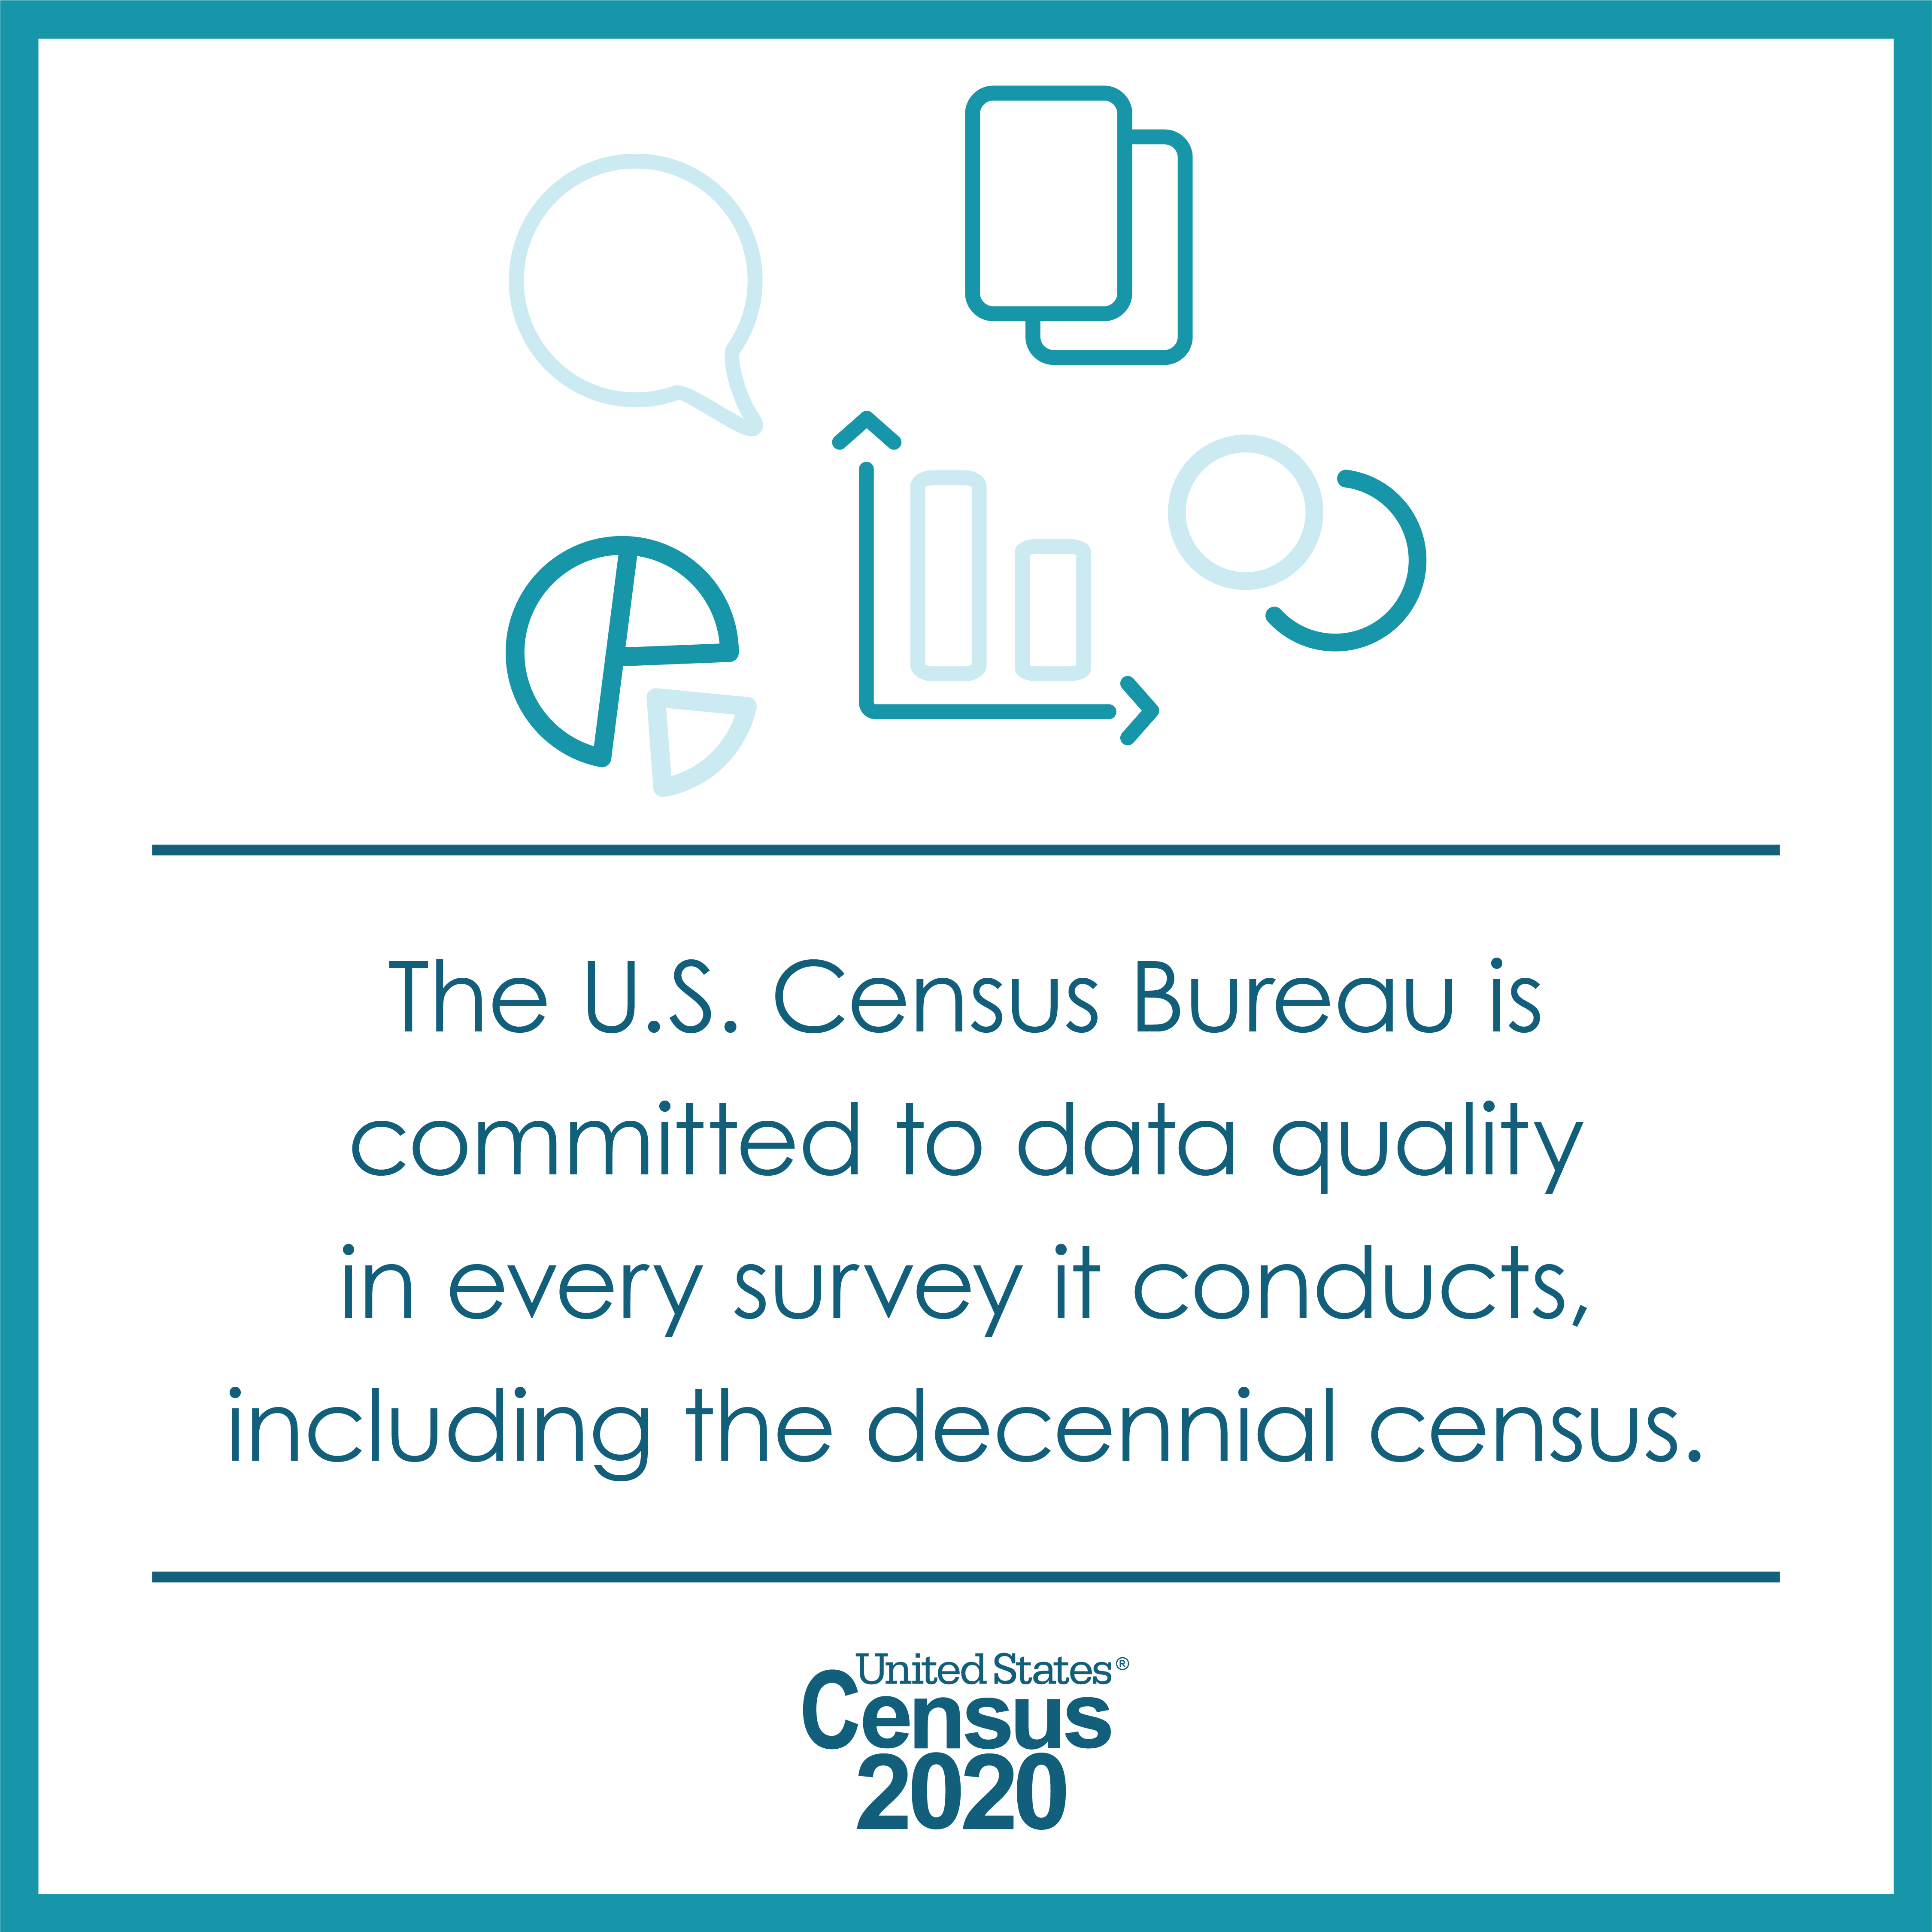 The U.S. Census Bureau is
committed to data quality
in every survey it conducts,
including the decennial census.
United States®
Census
2020